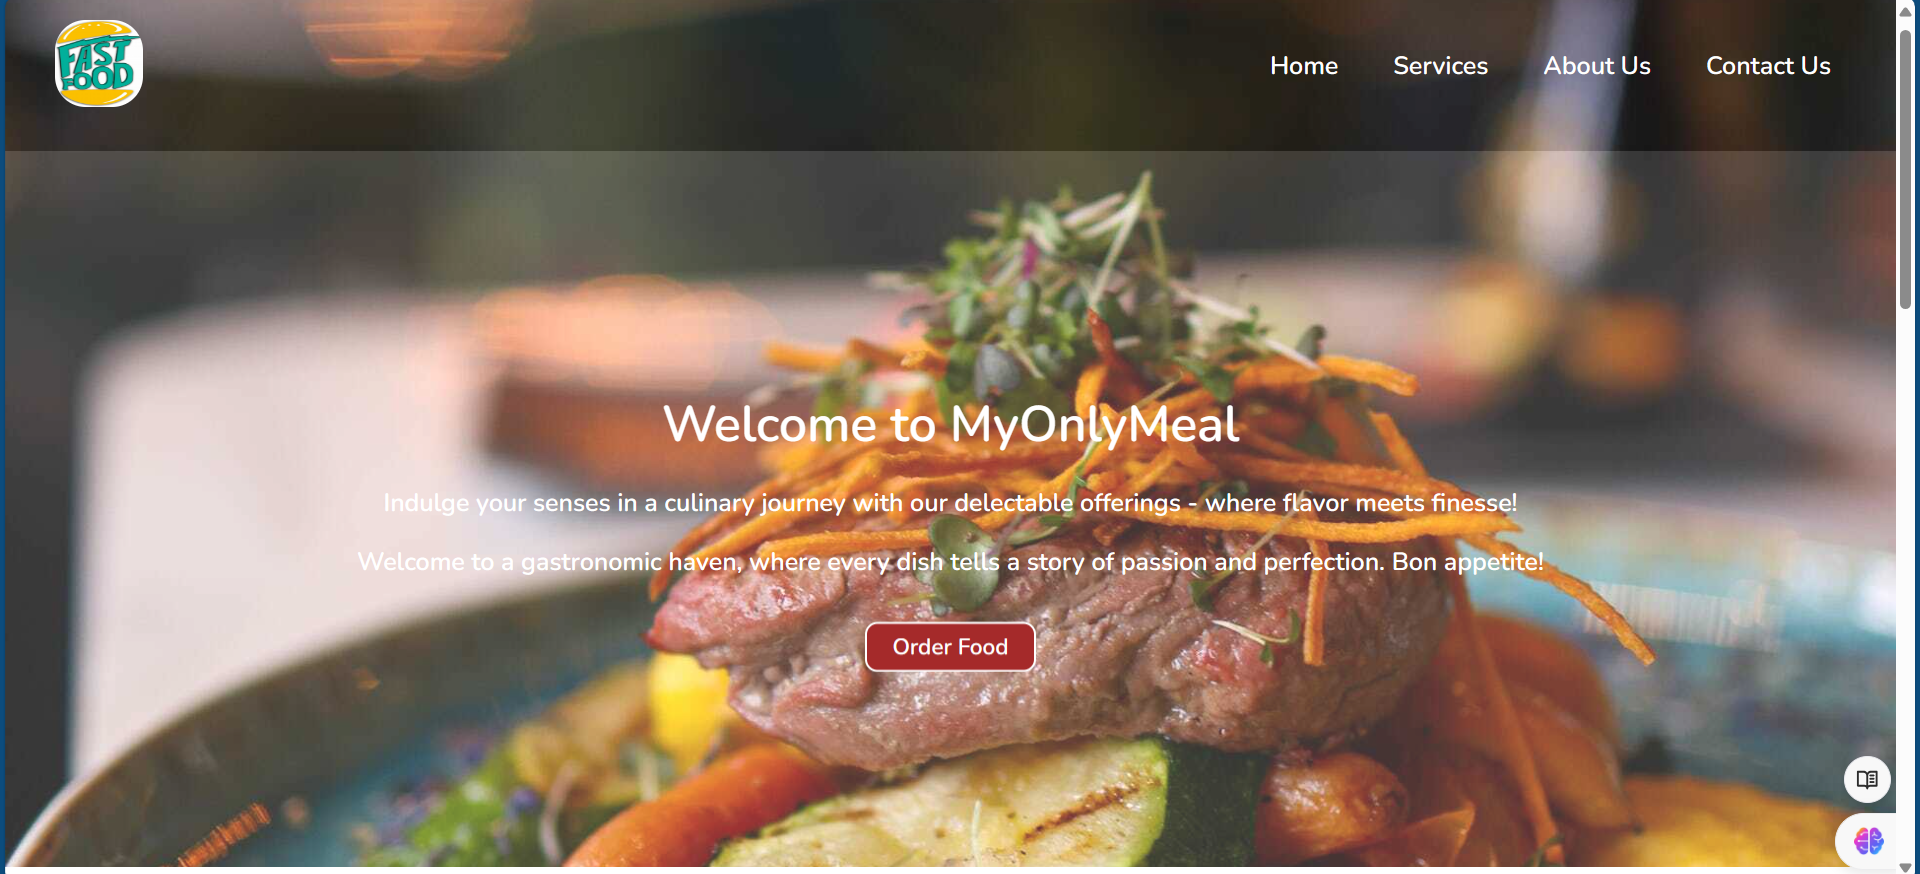 FAST
FOOD
Home
Services
About Us
Contact Us
Welcome to MyOnlyMeal
Indulge your senses in a culinary journey with our delectable offerings - where flavor meets finesse!
Welcome to a gastronomic haven, where every dish tells a story of passion and perfection. Bon appetite!
Order Food